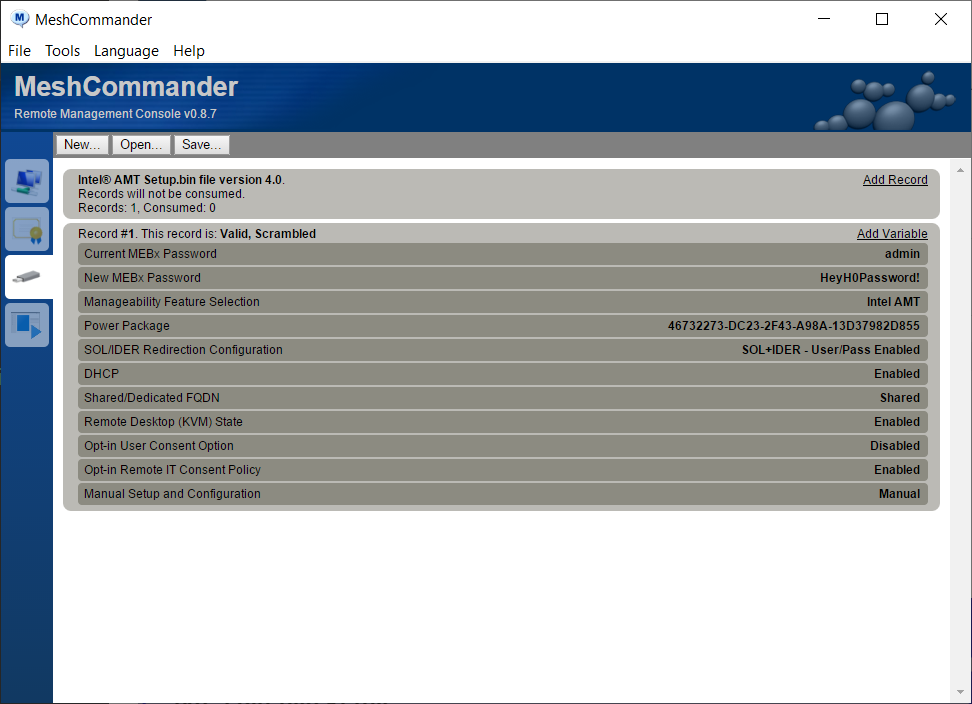 MeshCommander
File Tools Language Help
MeshCommander
Remote Management Console v0.8.7
New... Open... Save...
Intel® AMT Setup.bin file version 4.0. Add Record
Records will not be consumed.
Records: 1, Consumed: 0
Record #1. This record is: Valid, Scrambled Add Variable
Current MEBx Password admin
New MEBx Password HeyH0Password!
Manageability Feature Selection Intel AMT
Power Package 46732273-DC23-2F43-A98A-13D37982D855
SOL/IDER Redirection Configuration SOL+IDER - User/Pass Enabled
DHCP Enabled
Shared/Dedicated FQDN Shared
Remote Desktop (KVM) State Enabled
Opt-in User Consent Option Disabled
Opt-in Remote IT Consent Policy Enabled
Manual Setup and Configuration Manual